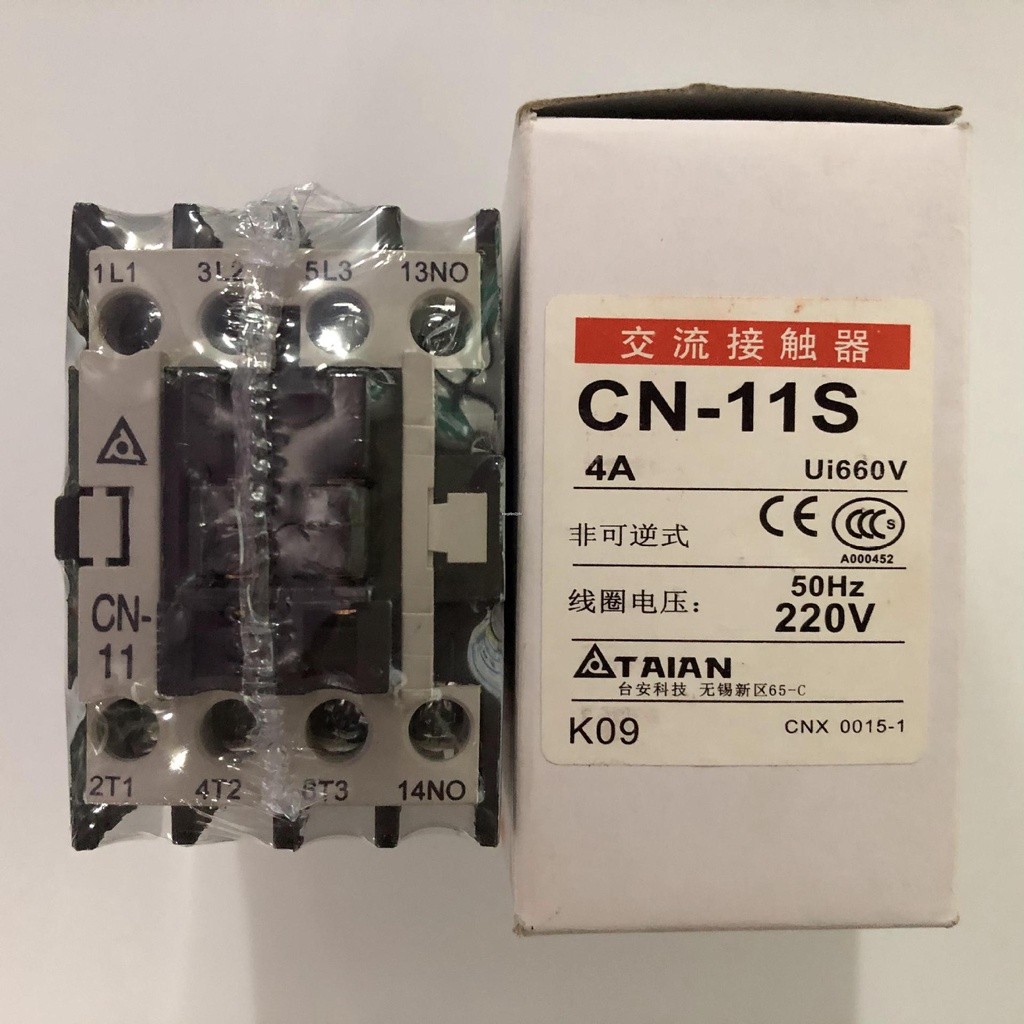 1L1 3L2 5L3 13NO
CN-
11
2T1 4T2 6T3 14NO
交流接触器
CN-11S
4A Ui660V
非可逆式 CE CCC S
A000452
线圈电压: 50Hz
220V
TAIAN
台安科技 无锡新区65-C
K09 CNX 0015-1